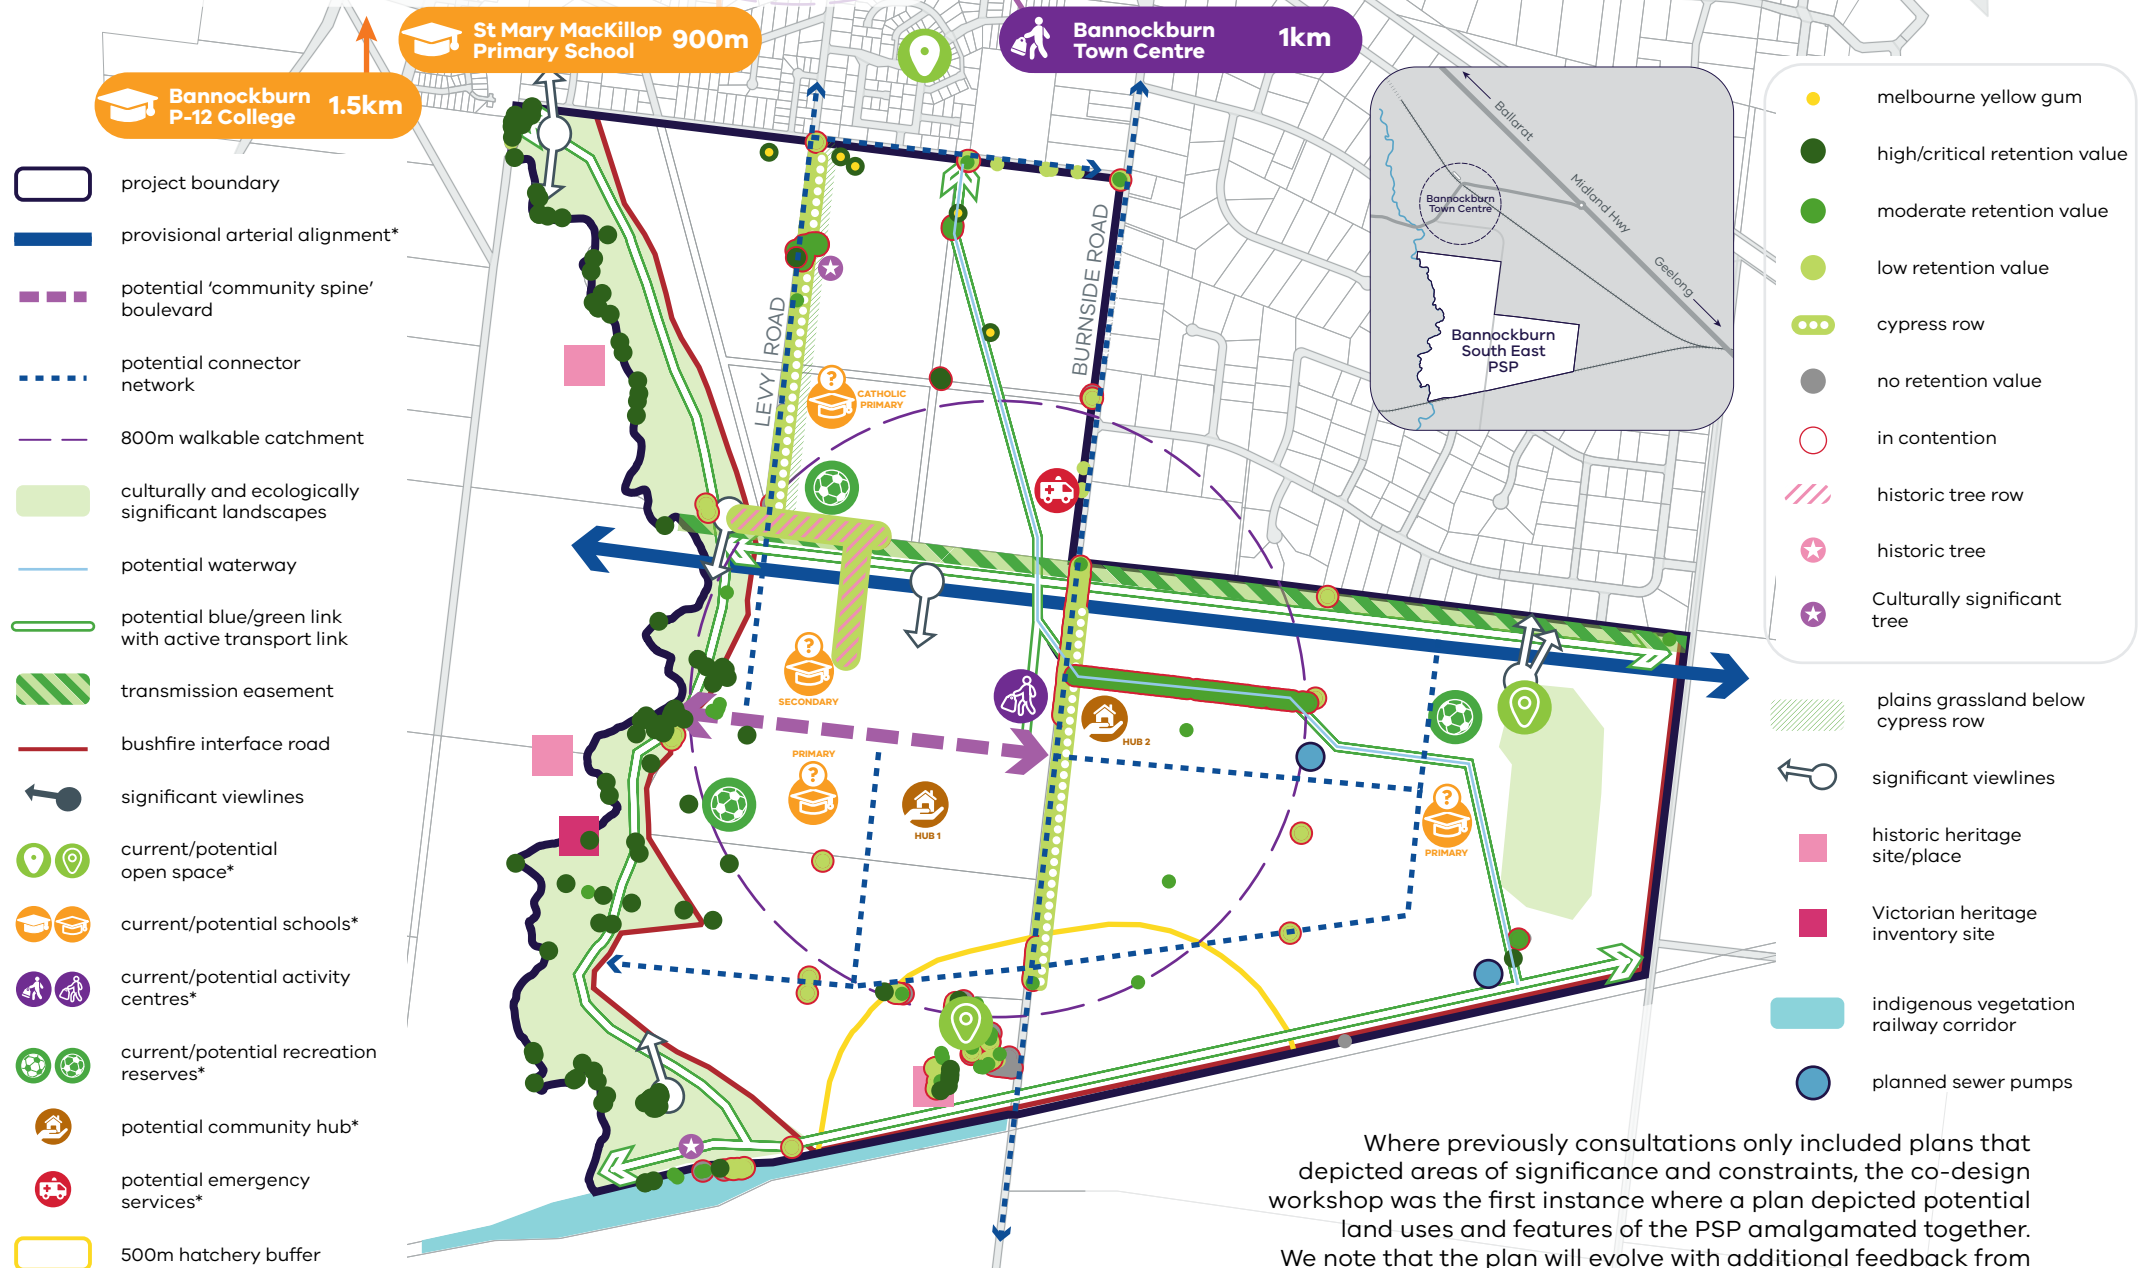 St Mary MacKillop
Primary School
900m
Bannockburn
Town Centre
1km
Bannockburn
P-12 College
1.5km
project boundary
provisional arterial alignment*
potential 'community spine'
boulevard
potential connector
network
800m walkable catchment
culturally and ecologically
significant landscapes
potential waterway
potential blue/green link
with active transport link
transmission easement
bushfire interface road
significant viewlines
current/potential
open space*
current/potential schools*
current/potential activity
centres*
current/potential recreation
reserves*
potential community hub*
potential emergency
services*
500m hatchery buffer
LEVY ROAD
BURNSIDE ROAD
?
CATHOLIC
PRIMARY
?
SECONDARY
PRIMARY
?
HUB 1
HUB 2
?
PRIMARY
Ballarat
Midland Hwy
Geelong
Bannockburn
Town Centre
Bannockburn
South East
PSP
melbourne yellow gum
high/critical retention value
moderate retention value
low retention value
cypress row
no retention value
in contention
historic tree row
historic tree
Culturally significant
tree
plains grassland below
cypress row
significant viewlines
historic heritage
site/place
Victorian heritage
inventory site
indigenous vegetation
railway corridor
planned sewer pumps
Where previously consultations only included plans that
depicted areas of significance and constraints, the co-design
workshop was the first instance where a plan depicted potential
land uses and features of the PSP amalgamated together.
We note that the plan will evolve with additional feedback from